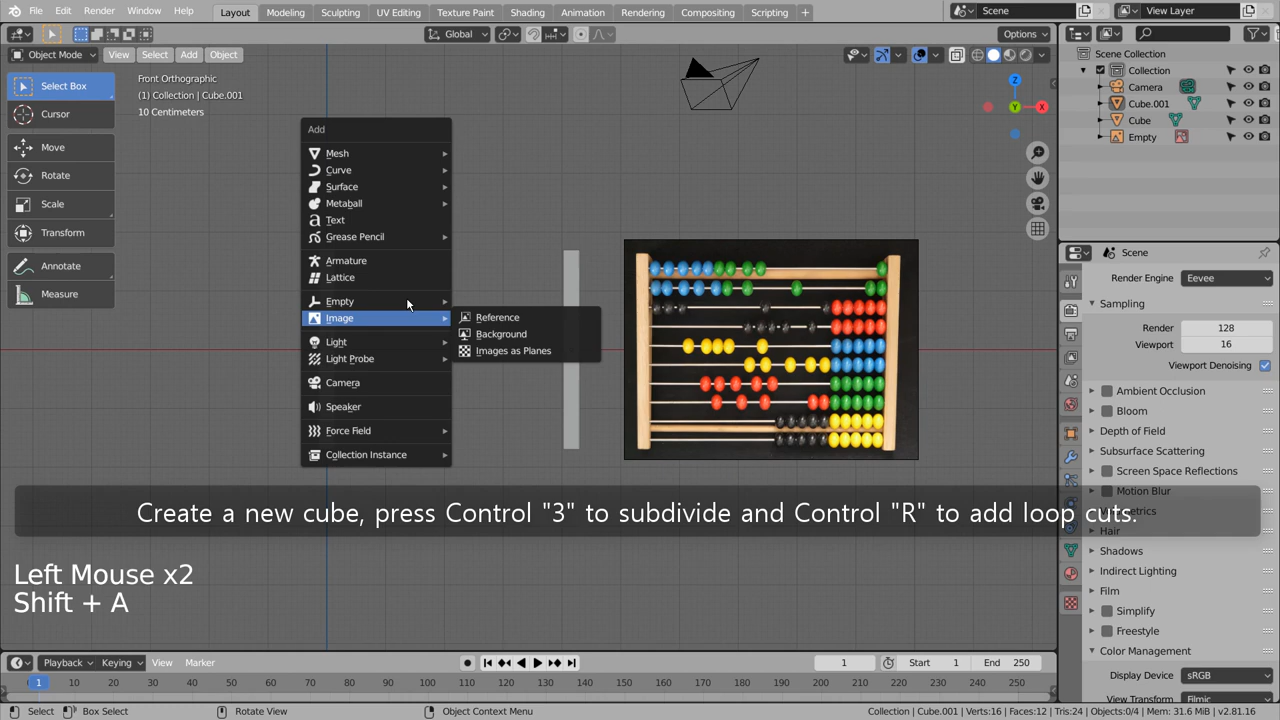 File Edit Render Window Help Layout Modeling Sculpting UV Editing Texture Paint Shading Animation Rendering Compositing Scripting + Scene View Layer
Global Options
Object Mode View Select Add Object
Scene Collection
Collection
Camera
Cube.001
Cube
Empty
Select Box
Cursor
Move
Rotate
Scale
Transform
Annotate
Measure
Front Orthographic
(1) Collection | Cube.001
10 Centimeters
Z
Y
X
Add
Mesh
Curve
Surface
Metaball
Text
Grease Pencil
Armature
Lattice
Empty
Image
Light
Light Probe
Camera
Speaker
Force Field
Collection Instance
Reference
Background
Images as Planes
Scene
Render Engine Eevee
Sampling
Render 128
Viewport 16
Viewport Denoising
Ambient Occlusion
Bloom
Depth of Field
Subsurface Scattering
Screen Space Reflections
Motion Blur
Hair
Shadows
Indirect Lighting
Film
Simplify
Freestyle
Color Management
Display Device sRGB
View Transform Filmic
Create a new cube, press Control "3" to subdivide and Control "R" to add loop cuts.
Left Mouse x2
Shift + A
Playback Keying View Marker 1 Start 1 End 250
1 10 20 30 40 50 60 70 80 90 100 110 120 130 140 150 160 170 180 190 200 210 220 230 240 250
Select Box Select Rotate View Object Context Menu Collection | Cube.001 | Verts:16 | Faces:12 | Tris:24 | Objects:0/4 | Mem: 31.6 MiB | v2.81.16